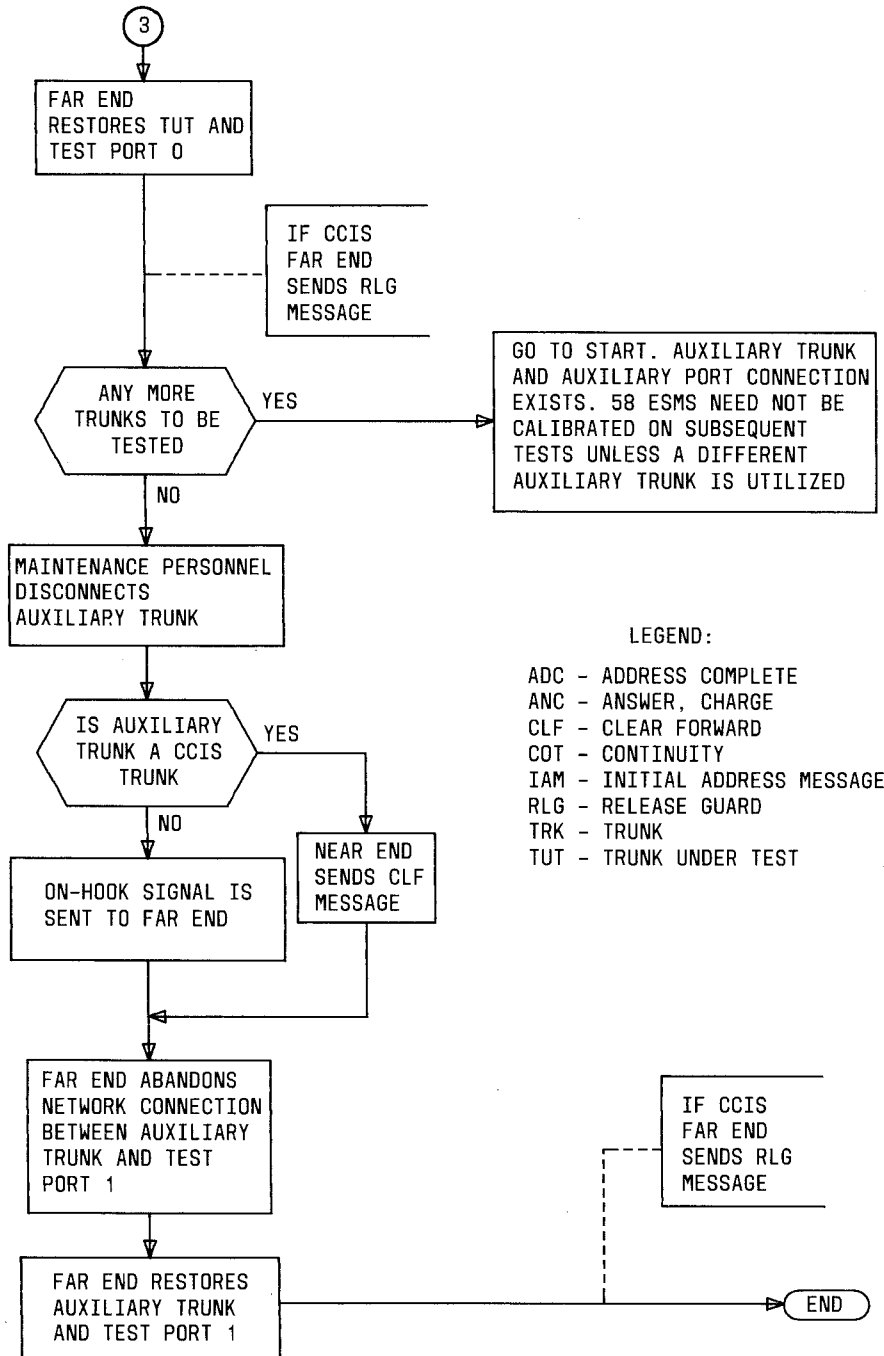 3
FAR END
RESTORES TUT AND
TEST PORT 0
IF CCIS
FAR END
SENDS RLG
MESSAGE
ANY MORE
TRUNKS TO BE
TESTED
YES
GO TO START. AUXILIARY TRUNK
AND AUXILIARY PORT CONNECTION
EXISTS. 58 ESMS NEED NOT BE
CALIBRATED ON SUBSEQUENT
TESTS UNLESS A DIFFERENT
AUXILIARY TRUNK IS UTILIZED
NO
MAINTENANCE PERSONNEL
DISCONNECTS
AUXILIARY TRUNK
IS AUXILIARY
TRUNK A CCIS
TRUNK
YES
NO
NEAR END
SENDS CLF
MESSAGE
ON-HOOK SIGNAL IS
SENT TO FAR END
LEGEND:
ADC - ADDRESS COMPLETE
ANC - ANSWER, CHARGE
CLF - CLEAR FORWARD
COT - CONTINUITY
IAM - INITIAL ADDRESS MESSAGE
RLG - RELEASE GUARD
TRK - TRUNK
TUT - TRUNK UNDER TEST
FAR END ABANDONS
NETWORK CONNECTION
BETWEEN AUXILIARY
TRUNK AND TEST
PORT 1
IF CCIS
FAR END
SENDS RLG
MESSAGE
FAR END RESTORES
AUXILIARY TRUNK
AND TEST PORT 1
END